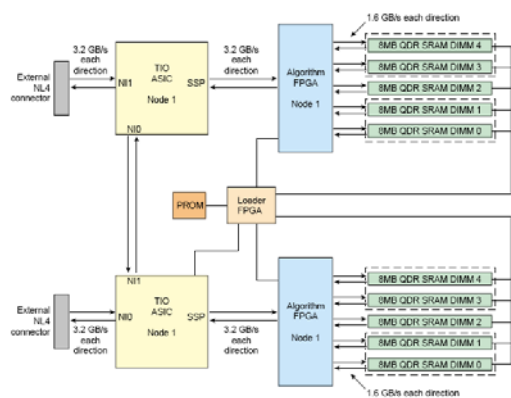 1.6 GB/s each direction
3.2 GB/s
each
direction
TIO
ASIC
Node 1
3.2 GB/s
each
direction
Algorithm
FPGA
Node 1
8MB QDR SRAM DIMM 4
8MB QDR SRAM DIMM 3
8MB QDR SRAM DIMM 2
8MB QDR SRAM DIMM 1
8MB QDR SRAM DIMM 0
External
NL4
connector
NI1
SSP
NI0
PROM
Loader
FPGA
NI1
TIO
ASIC
Node 1
Algorithm
FPGA
Node 1
8MB QDR SRAM DIMM 4
8MB QDR SRAM DIMM 3
8MB QDR SRAM DIMM 2
8MB QDR SRAM DIMM 1
8MB QDR SRAM DIMM 0
External
NL4
connector
NI0
SSP
3.2 GB/s
each
direction
3.2 GB/s
each
direction
1.6 GB/s each direction